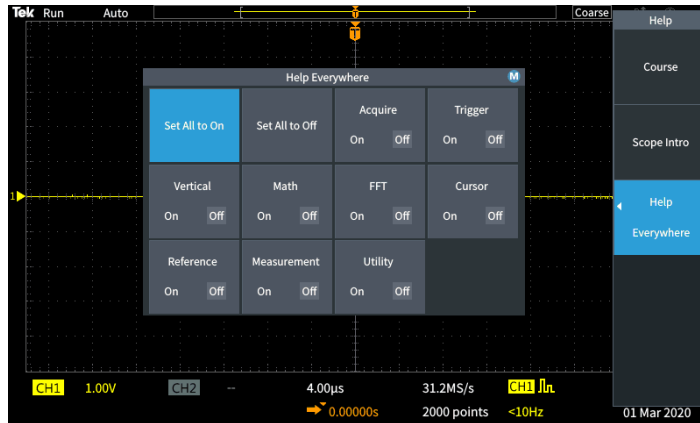 Tek Run Auto Coarse
T
T
Help
Course
Scope Intro
Help
Everywhere
Help Everywhere M
Set All to On
Set All to Off
Acquire
On Off
Trigger
On Off
Vertical
On Off
Math
On Off
FFT
On Off
Cursor
On Off
Reference
On Off
Measurement
On Off
Utility
On Off
1
CH1 1.00V CH2 -- 4.00µs 31.2MS/s CH1
0.00000s 2000 points <10Hz 01 Mar 2020